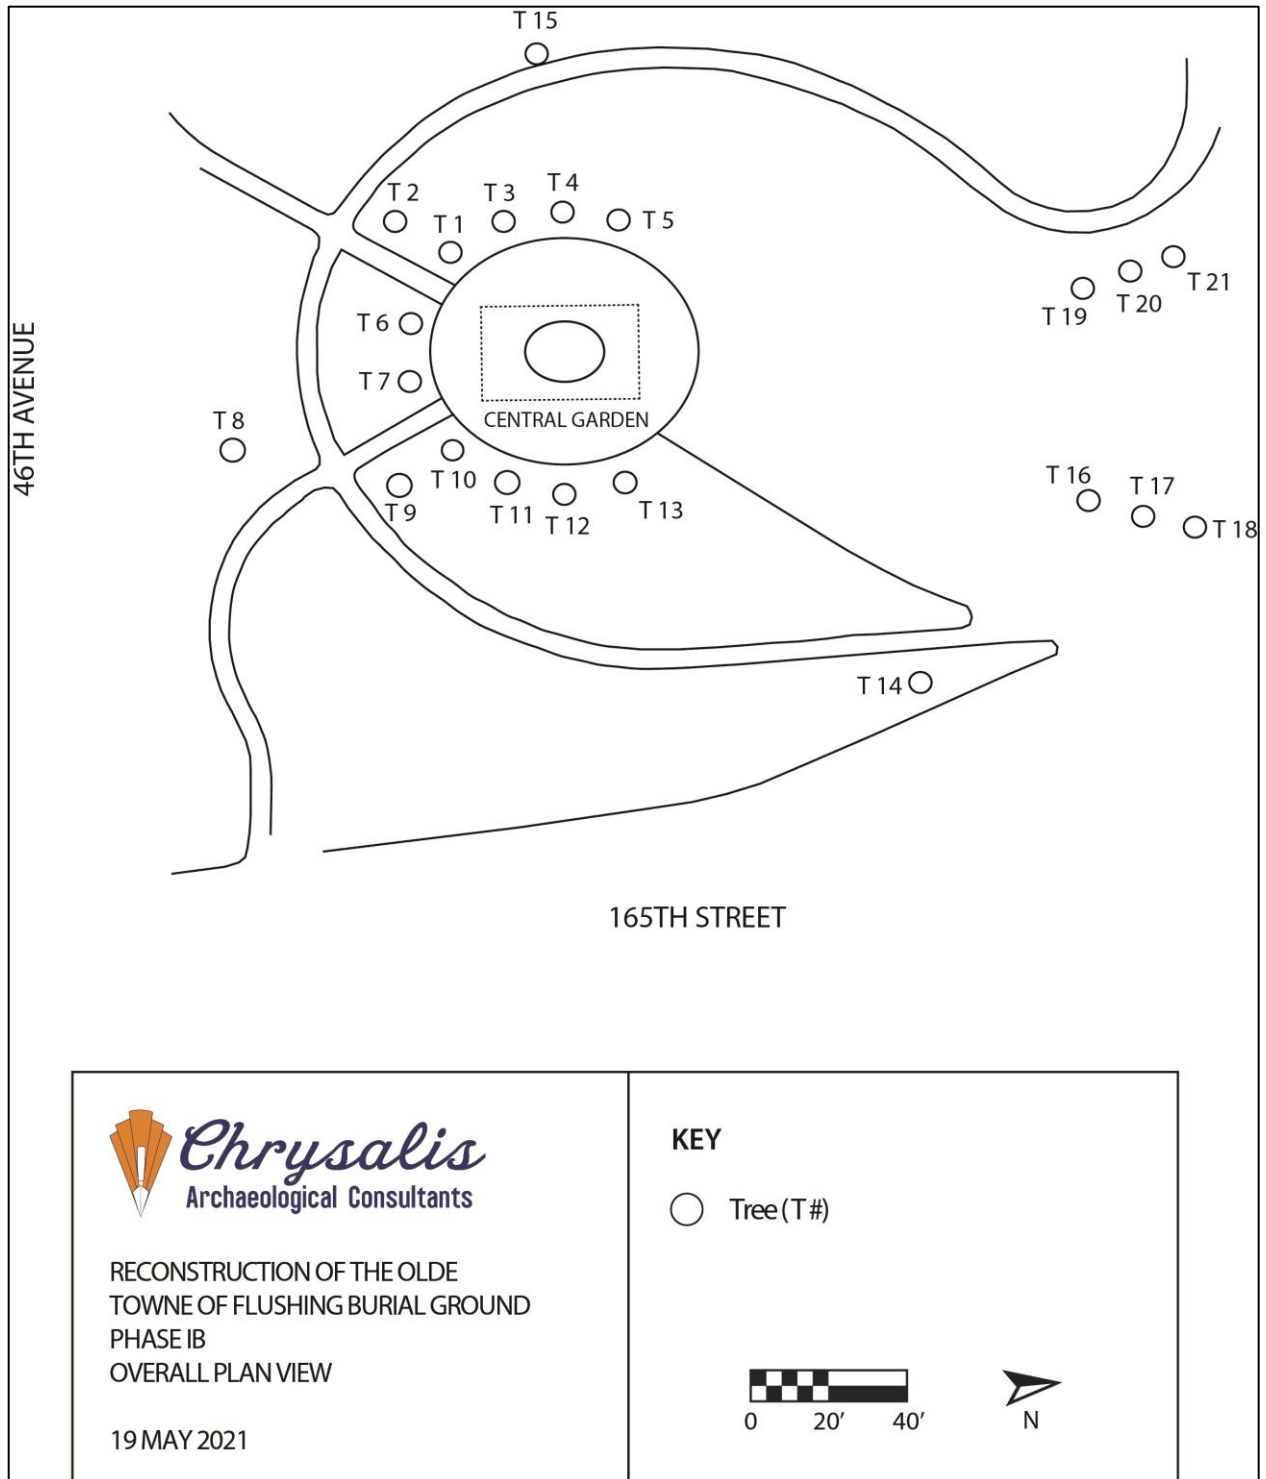 T 15
T 2
T 3
T 4
T 1
T 5
T 21
T 20
T 19
T 6
T 7
46TH AVENUE
T 8
CENTRAL GARDEN
T 10
T 9
T 11
T 12
T 13
T 16
T 17
T 18
T 14
165TH STREET
Chrysalis
Archaeological Consultants
RECONSTRUCTION OF THE OLDE
TOWNE OF FLUSHING BURIAL GROUND
PHASE IB
OVERALL PLAN VIEW
19 MAY 2021
KEY
Tree (T #)
0 20' 40'
N